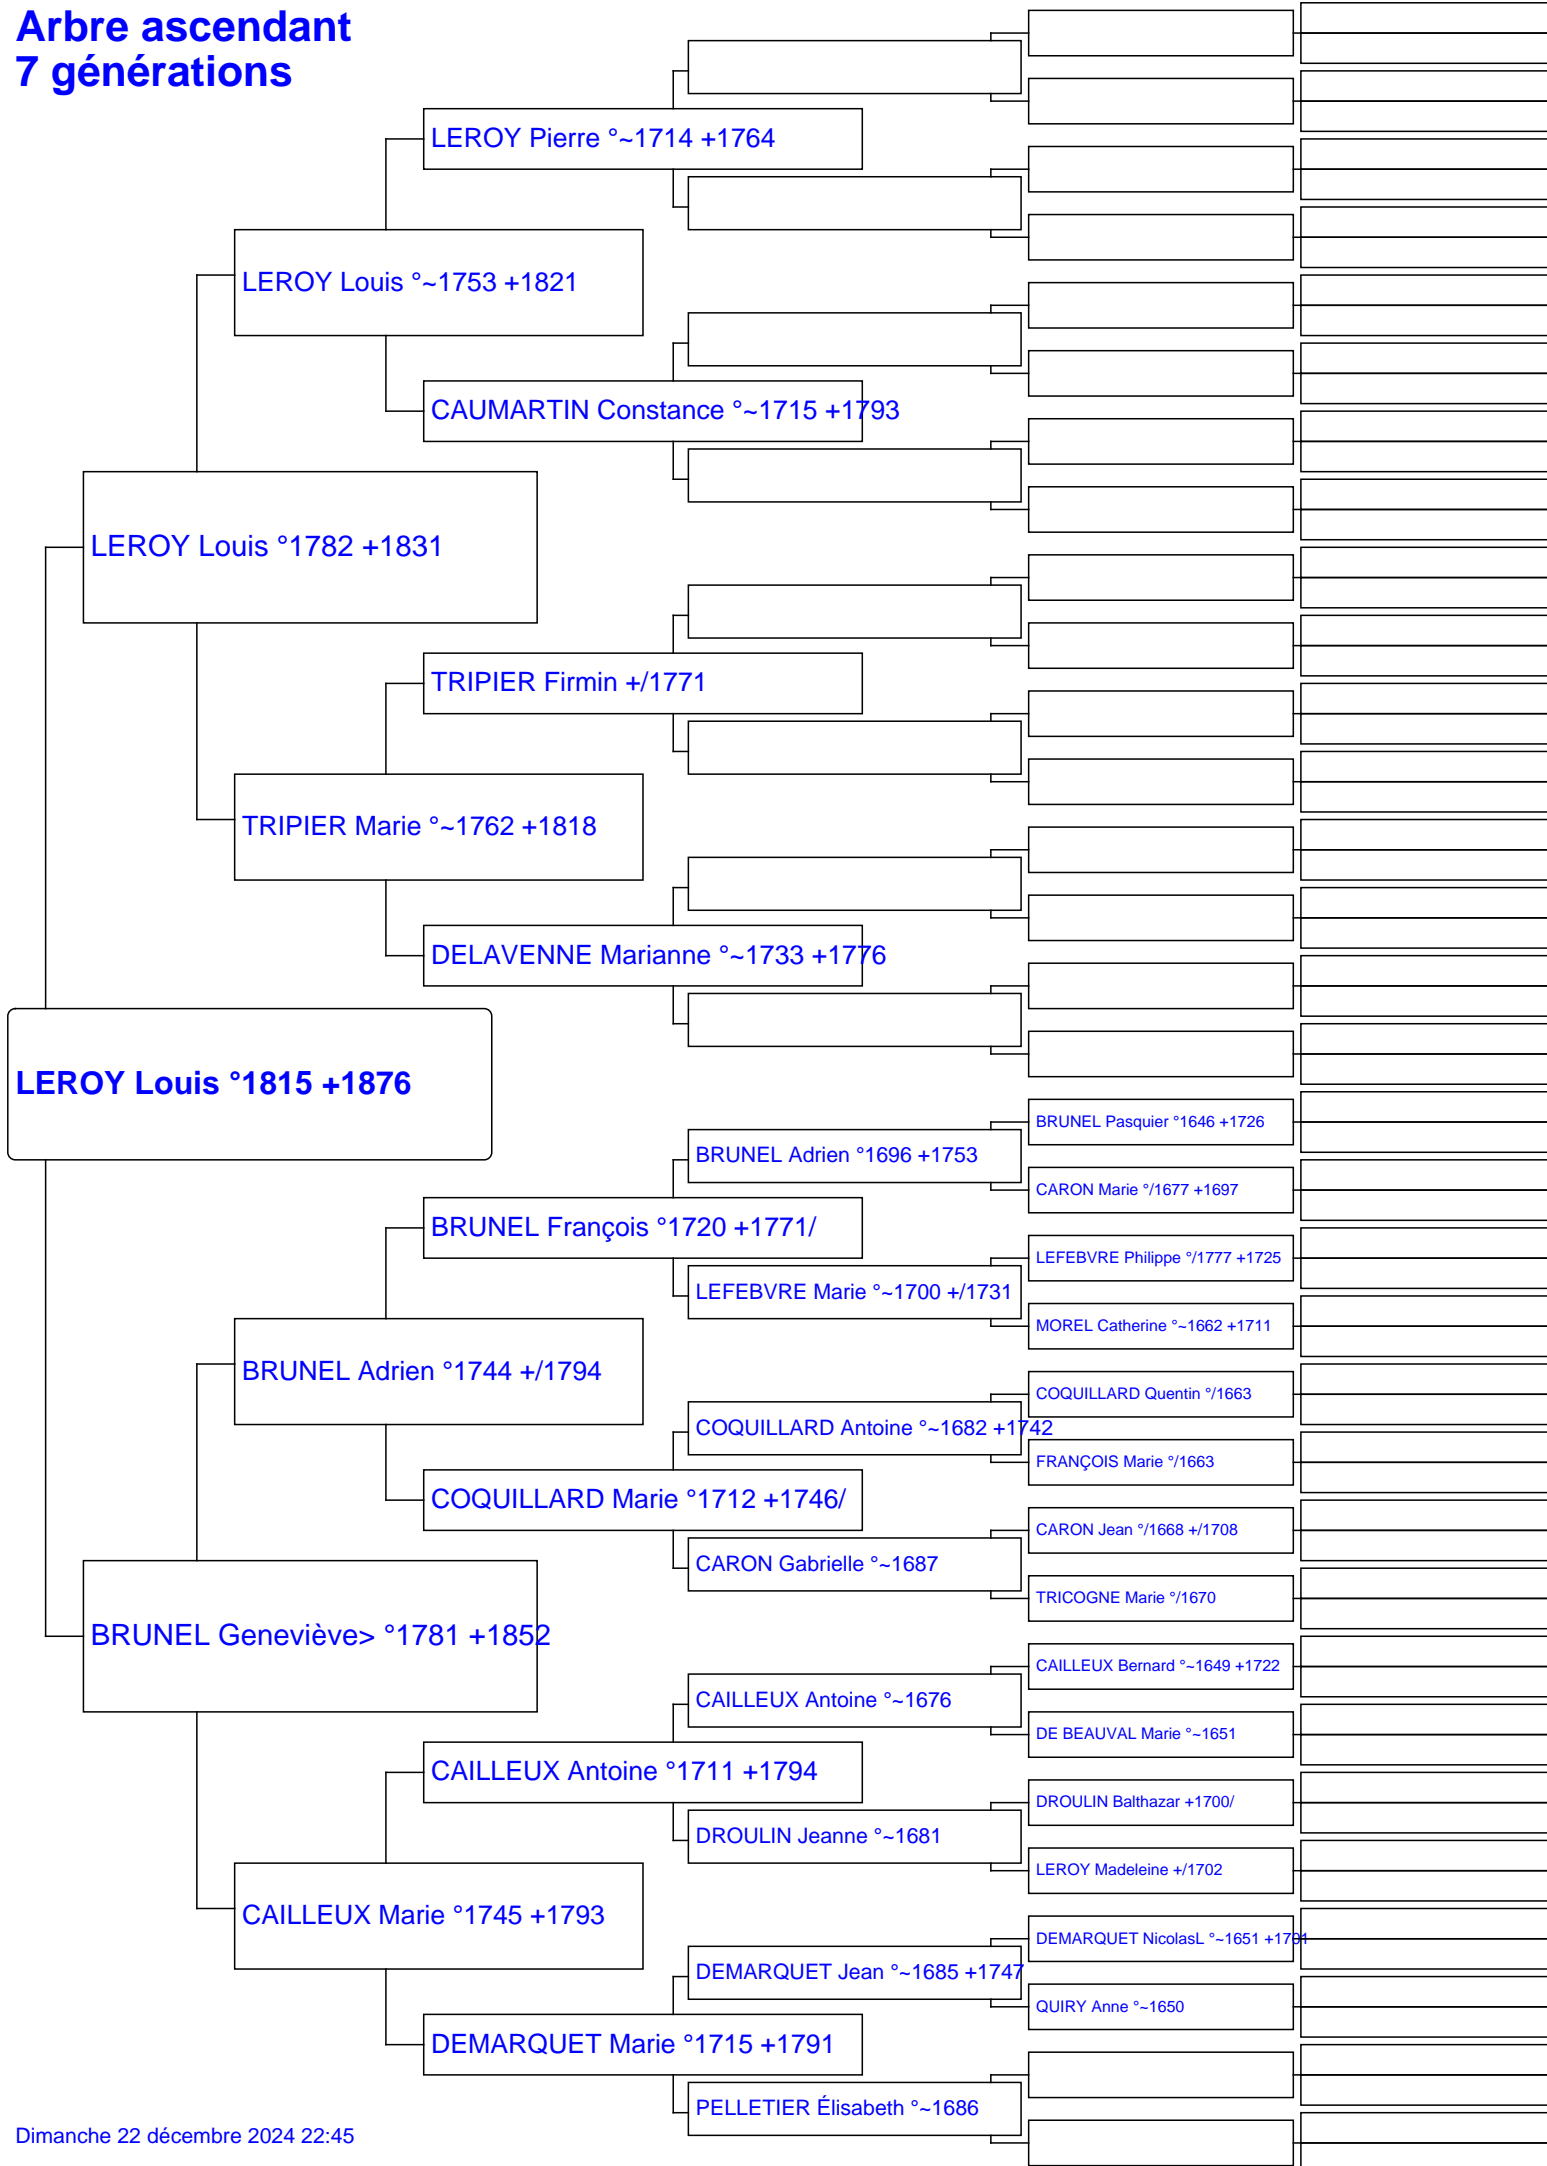 Arbre ascendant
7 générations
LEROY Pierre °~1714 +1764
LEROY Louis °~1753 +1821
CAUMARTIN Constance °~1715 +1793
LEROY Louis °1782 +1831
TRIPIER Firmin +/1771
TRIPIER Marie °~1762 +1818
DELAVENNE Marianne °~1733 +1776
LEROY Louis °1815 +1876
BRUNEL Pasquier °1646 +1726
BRUNEL Adrien °1696 +1753
CARON Marie °/1677 +1697
BRUNEL François °1720 +1771/
LEFEBVRE Philippe °/1777 +1725
LEFEBVRE Marie °~1700 +/1731
MOREL Catherine °~1662 +1711
BRUNEL Adrien °1744 +/1794
COQUILLARD Quentin °/1663
COQUILLARD Antoine °~1682 +1742
FRANÇOIS Marie °/1663
COQUILLARD Marie °1712 +1746/
CARON Jean °/1668 +/1708
CARON Gabrielle °~1687
TRICOGNE Marie °/1670
BRUNEL Geneviève> °1781 +1852
CAILLEUX Bernard °~1649 +1722
CAILLEUX Antoine °~1676
DE BEAUVAL Marie °~1651
CAILLEUX Antoine °1711 +1794
DROULIN Balthazar +1700/
DROULIN Jeanne °~1681
LEROY Madeleine +/1702
CAILLEUX Marie °1745 +1793
DEMARQUET NicolasL °~1651 +1701
DEMARQUET Jean °~1685 +1747
QUIRY Anne °~1650
DEMARQUET Marie °1715 +1791
PELLETIER Élisabeth °~1686
Dimanche 22 décembre 2024 22:45